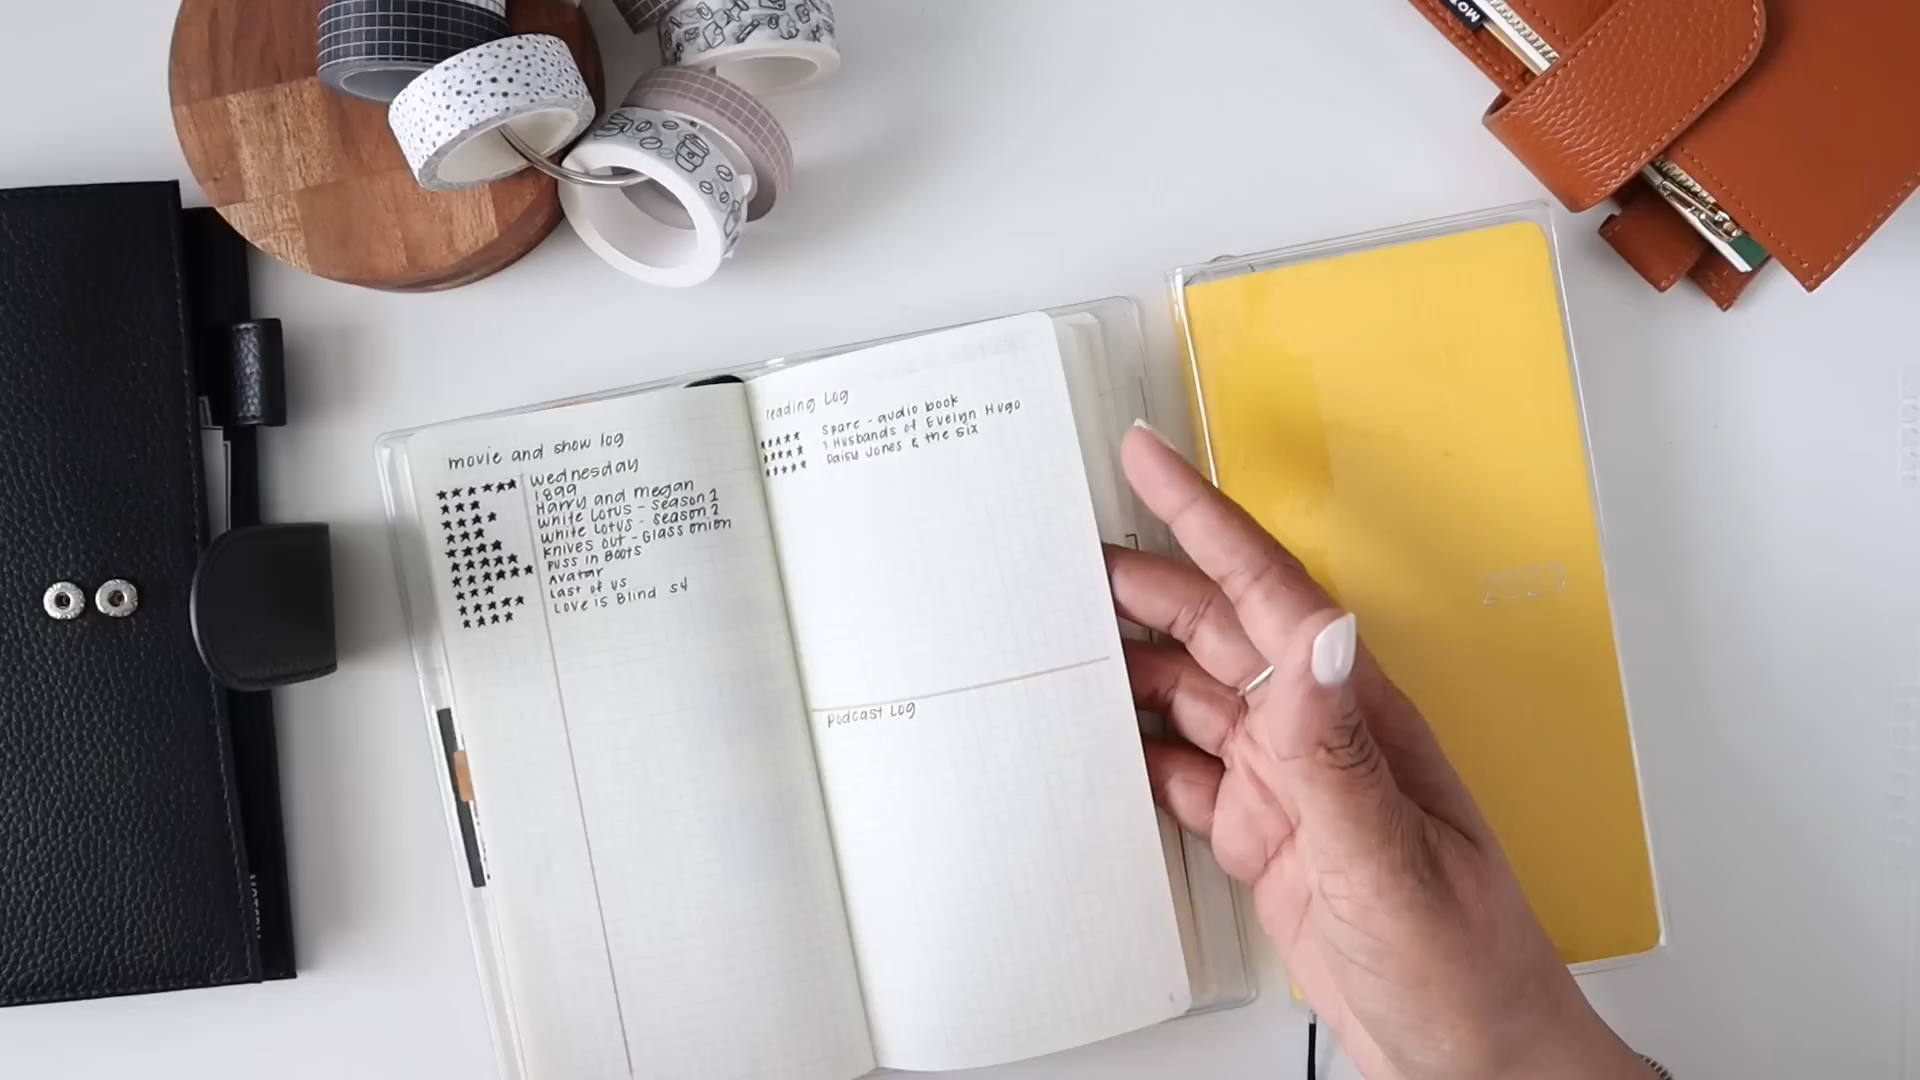 movie and show log
★★★★★★ Wednesday
★★★ 1899
★★★★ Harry and megan
★★★ White Lotus - Season 1
★★★★ White Lotus - Season 2
★★★★★ Knives out - Glass onion
★★★★★★ Puss in Boots
★★★ Avatar
★★★★★ Last of us
★★★★ Love is Blind S4
reading Log
★★★★★ Spare - audio book
★★★★★ 7 Husbands of Evelyn Hugo
★★★★★ Daisy Jones & the Six
Podcast Log
2023